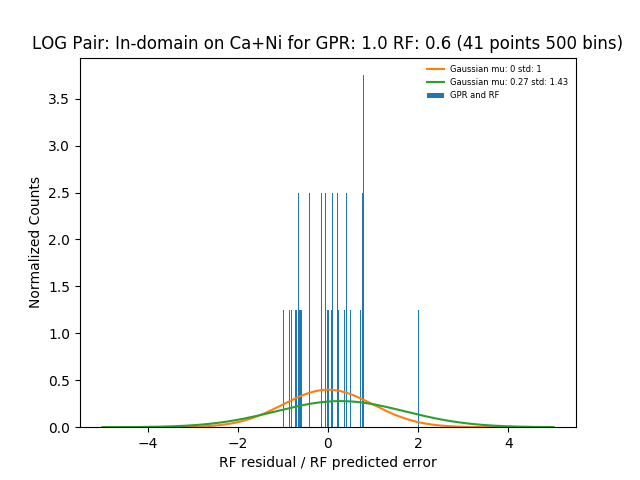 LOG Pair: In-domain on Ca+Ni for GPR: 1.0 RF: 0.6 (41 points 500 bins)
Gaussian mu: 0 std: 1
Gaussian mu: 0.27 std: 1.43
GPR and RF
Normalized Counts
3.5
3.0
2.5
2.0
1.5
1.0
0.5
0.0
−4
−2
0
2
4
RF residual / RF predicted error